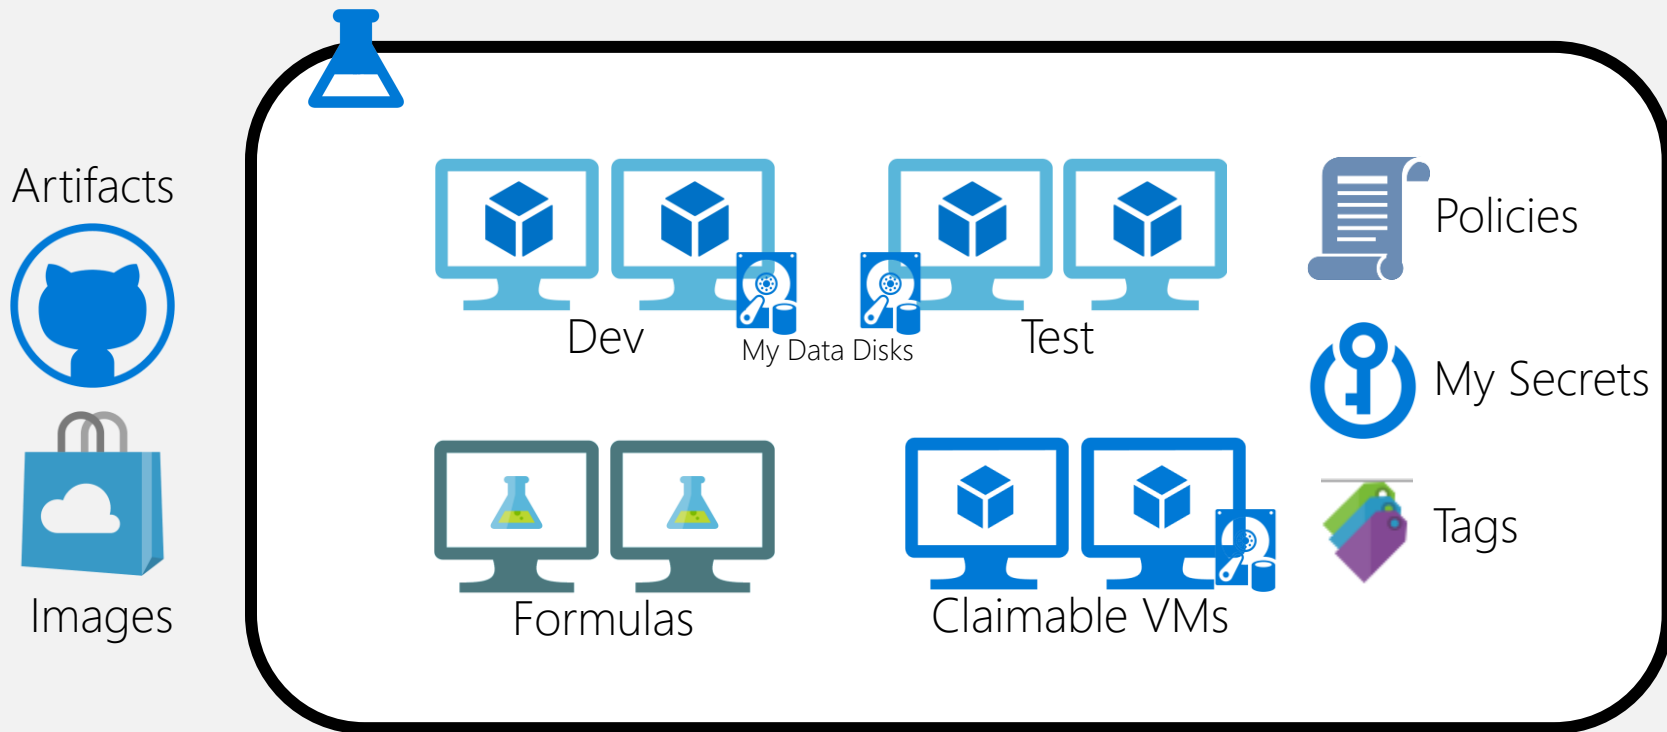 Artifacts
Images
Dev
My Data Disks
Test
Formulas
Claimable VMs
Policies
My Secrets
Tags